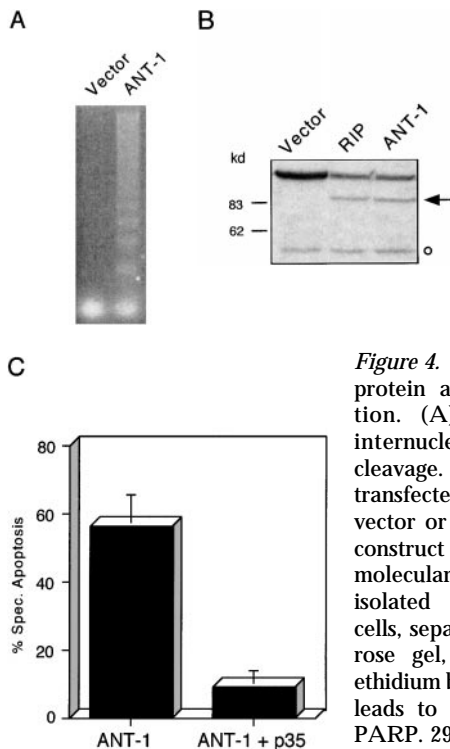 A
Vector
ANT-1
B
Vector
RIP
ANT-1
kd
83
62
C
% Spec. Apoptosis
80
60
40
20
0
ANT-1
ANT-1 + p35
Figure 4.
protein a
tion. (A)
internucle
cleavage.
transfecte
vector or
construct
molecular
isolated
cells, sepa
rose gel,
ethidium b
leads to
PARP. 29